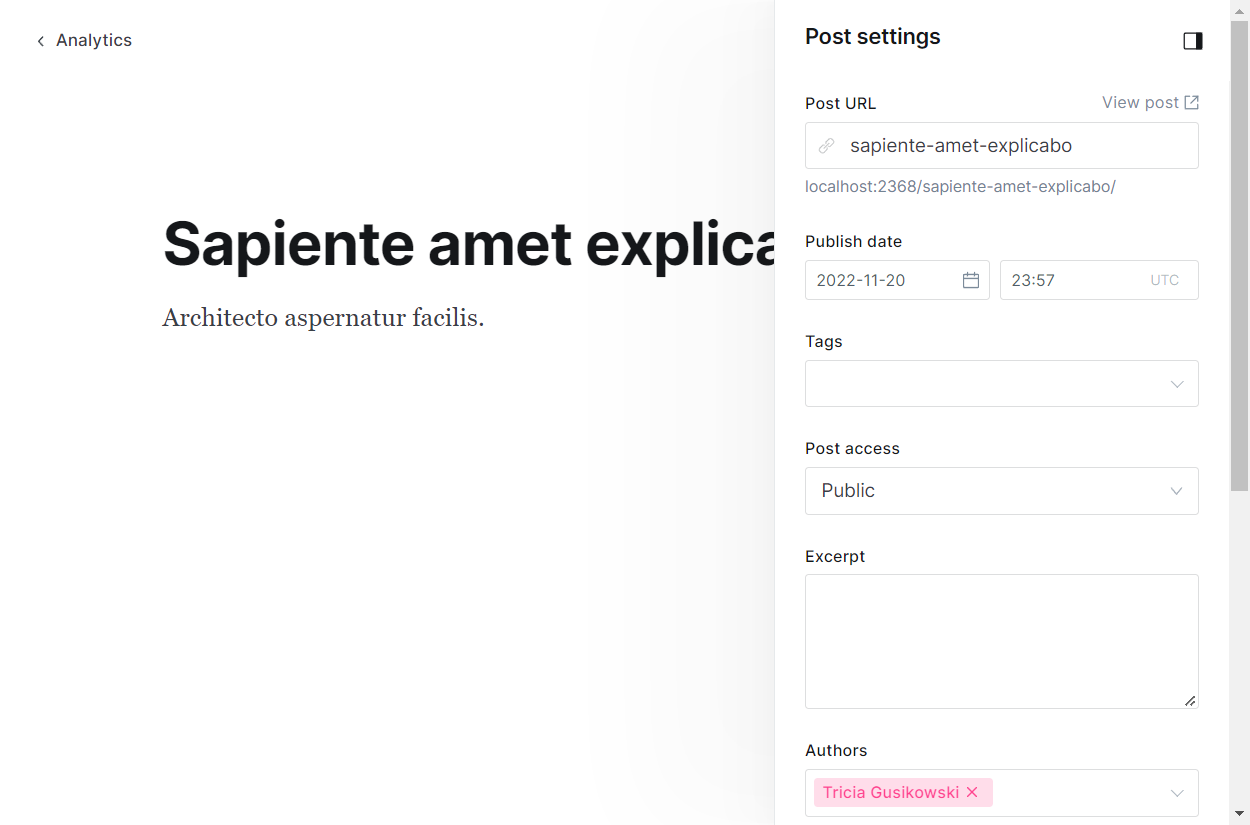 Analytics
Sapiente amet explica
Architecto aspernatur facilis.
Post settings
Post URL
View post
sapiente-amet-explicabo
localhost:2368/sapiente-amet-explicabo/
Publish date
2022-11-20
23:57 UTC
Tags
Post access
Public
Excerpt
Authors
Tricia Gusikowski